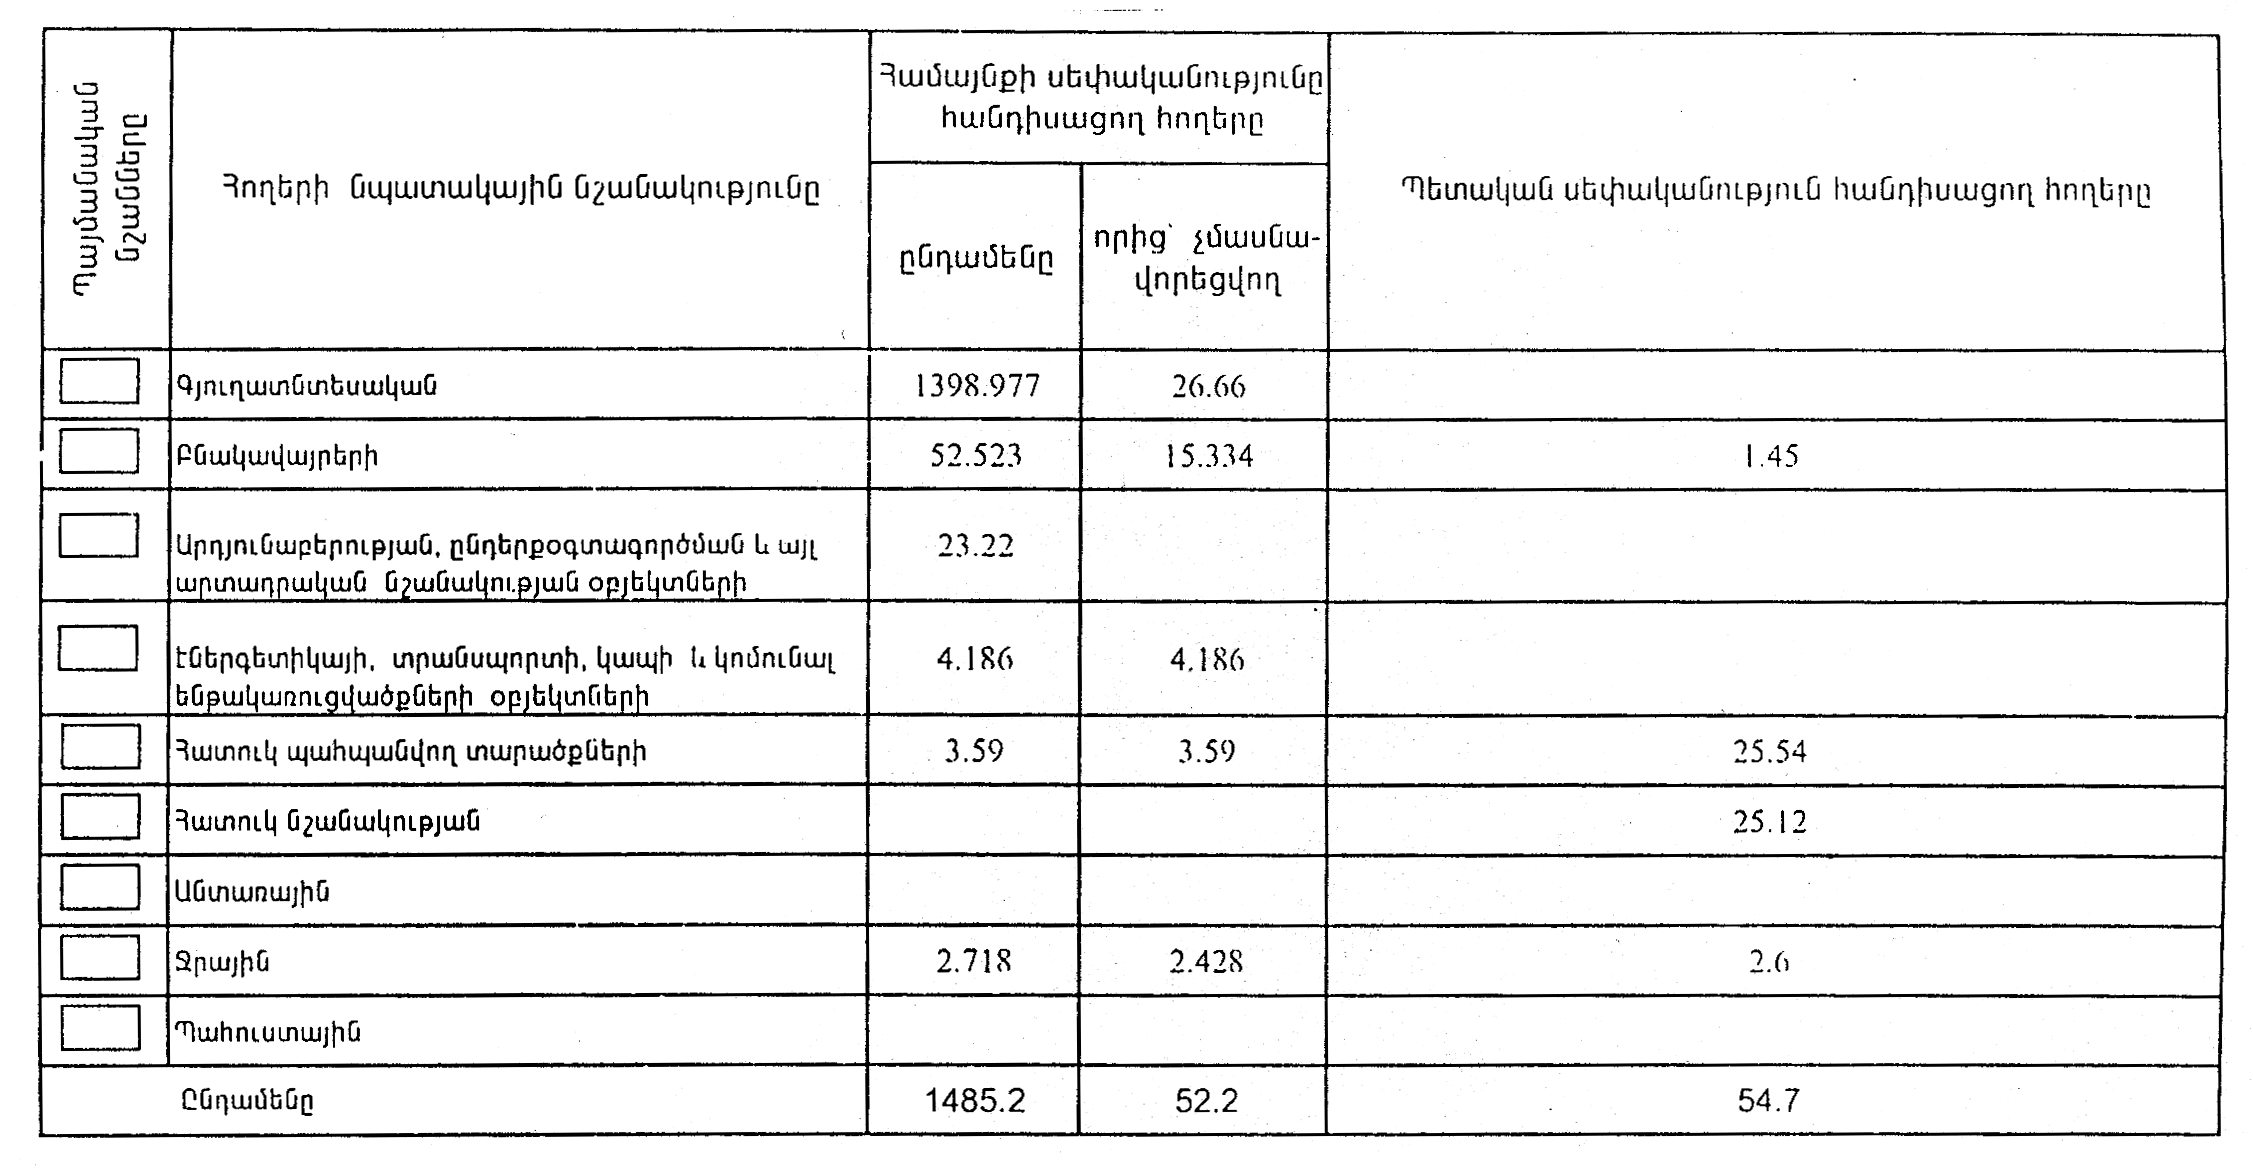 Պայմանական
նշանները
Հողերի նպատակային նշանակությունը
Համայնքի սեփականությունը
հանդիսացող հողերը
ընդամենը
որից՝ չմասնա-
վորեցվող
Պետական սեփականություն հանդիսացող հողերը
Գյուղատնտեսական 1398.977 26.66
Բնակավայրերի 52.523 15.334 1.45
Արդյունաբերության, ընդերքօգտագործման և այլ 23.22
արտադրական նշանակության օբյեկտների
էներգետիկայի, տրանսպորտի, կապի և կոմունալ 4.186 4.186
ենթակառուցվածքների օբյեկտների
Հատուկ պահպանվող տարածքների 3.59 3.59 25.54
Հատուկ նշանակության 25.12
Անտառային
Ջրային 2.718 2.428 2.6
Պահուստային
Ընդամենը 1485.2 52.2 54.7